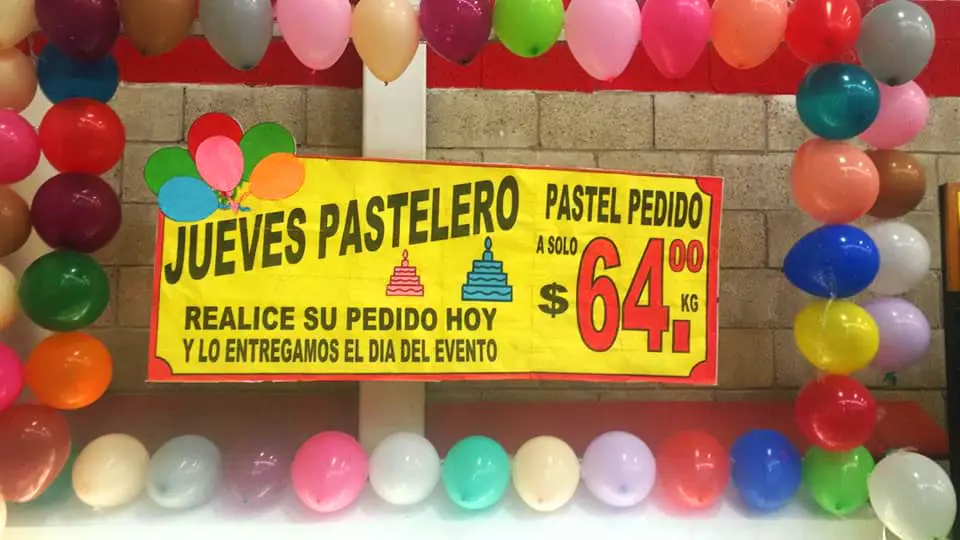 JUEVES PASTELERO
REALICE SU PEDIDO HOY
Y LO ENTREGAMOS EL DIA DEL EVENTO
PASTEL PEDIDO
A SOLO
$64.00 KG